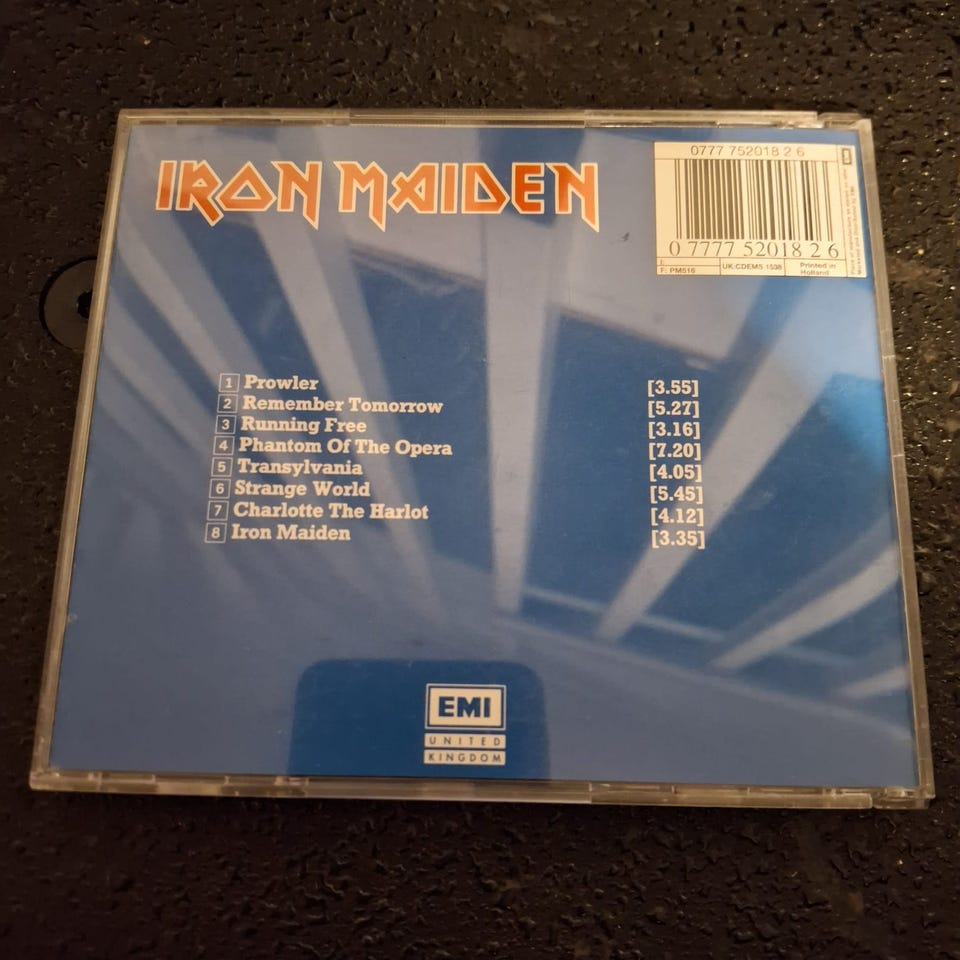 IRON MAIDEN
0777 752018 2 6
0 77775 20182 6
F: PM516
UK:CDEMS 1538
Printed in
Holland
EMI
1 Prowler [3.55]
2 Remember Tomorrow [5.27]
3 Running Free [3.16]
4 Phantom Of The Opera [7.20]
5 Transylvania [4.05]
6 Strange World [5.45]
7 Charlotte The Harlot [4.12]
8 Iron Maiden [3.35]
EMI
UNITED
KINGDOM